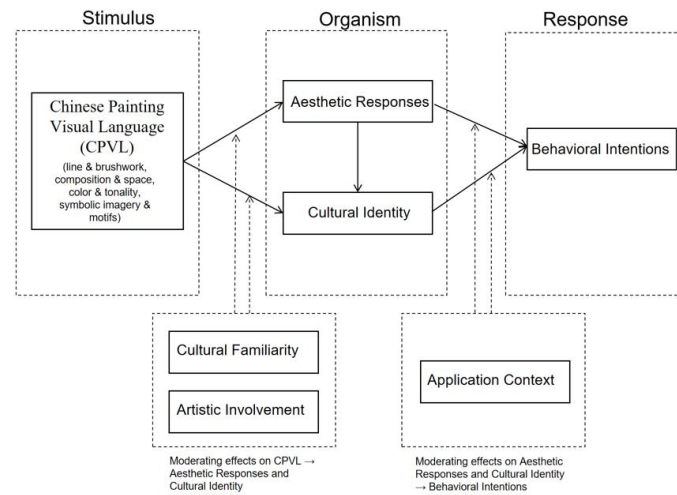 Stimulus
Organism
Response
Chinese Painting
Visual Language
(CPVL)
(line & brushwork,
composition & space,
color & tonality,
symbolic imagery &
motifs)
Aesthetic Responses
Cultural Identity
Behavioral Intentions
Cultural Familiarity
Artistic Involvement
Application Context
Moderating effects on CPVL →
Aesthetic Responses and
Cultural Identity
Moderating effects on Aesthetic
Responses and Cultural Identity
→ Behavioral Intentions